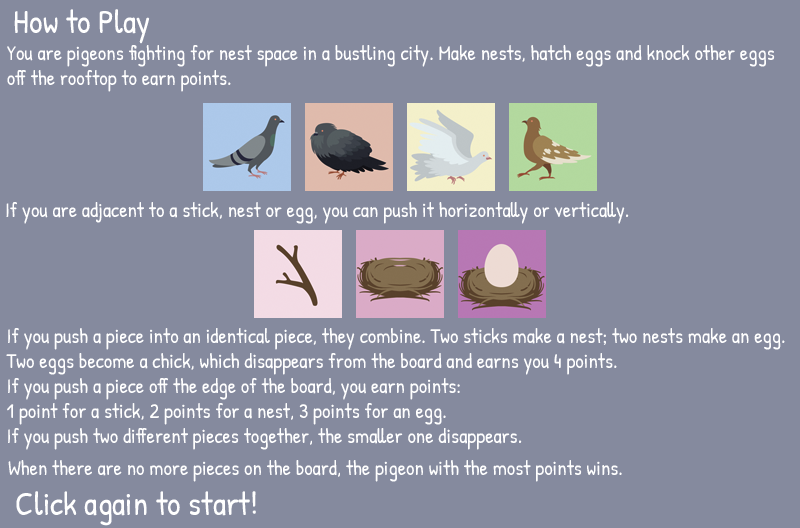 How to Play
You are pigeons fighting for nest space in a bustling city. Make nests, hatch eggs and knock other eggs
off the rooftop to earn points.
If you are adjacent to a stick, nest or egg, you can push it horizontally or vertically.
If you push a piece into an identical piece, they combine. Two sticks make a nest; two nests make an egg.
Two eggs become a chick, which disappears from the board and earns you 4 points.
If you push a piece off the edge of the board, you earn points:
1 point for a stick, 2 points for a nest, 3 points for an egg.
If you push two different pieces together, the smaller one disappears.
When there are no more pieces on the board, the pigeon with the most points wins.
Click again to start!